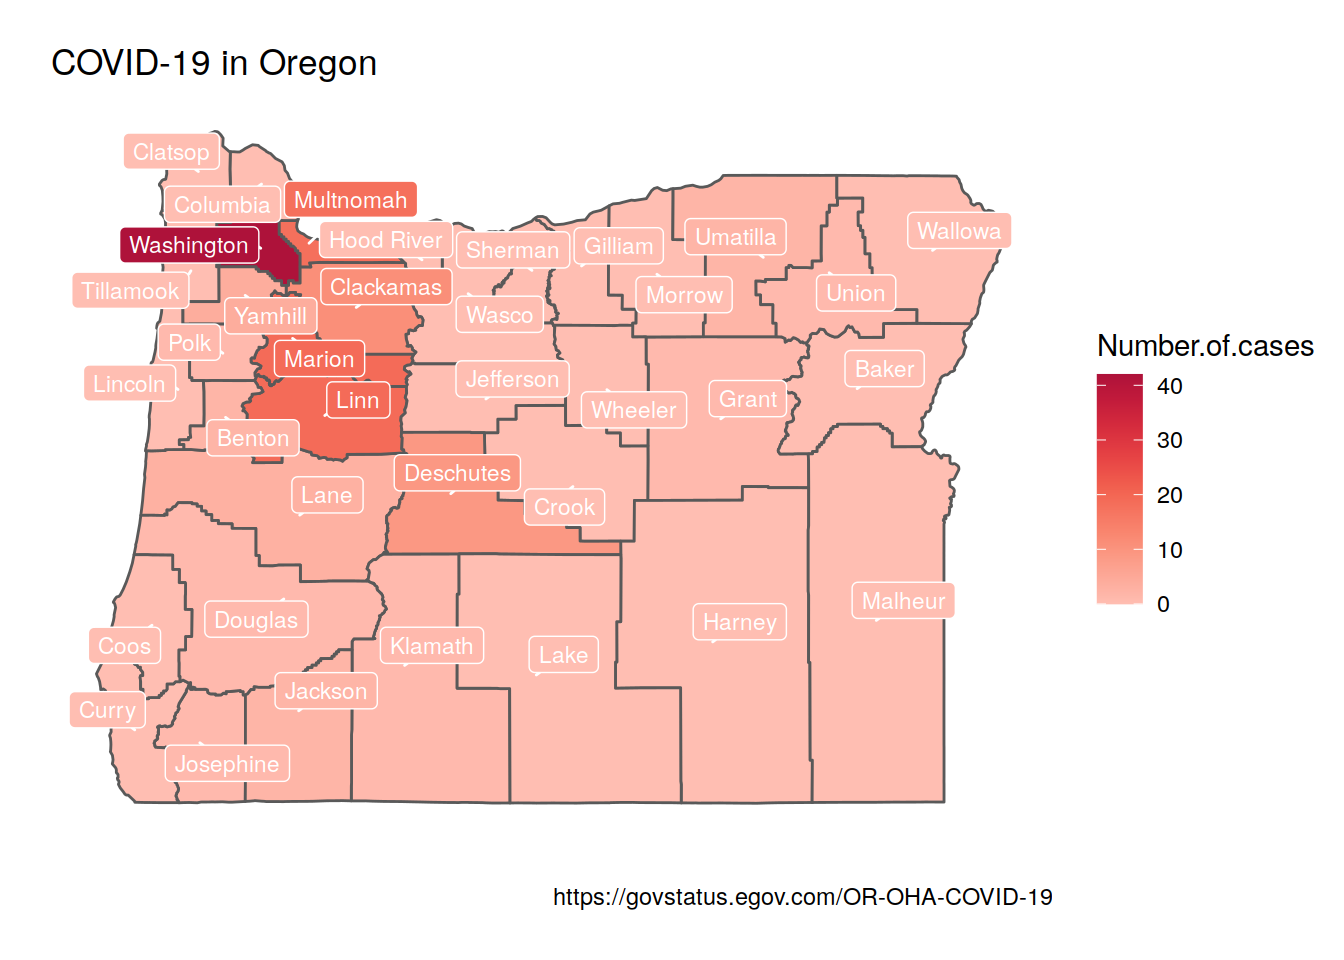 COVID-19 in Oregon
Clatsop
Columbia
Multnomah
Washington
Hood River
Sherman
Gilliam
Umatilla
Wallowa
Tillamook
Clackamas
Yamhill
Wasco
Morrow
Union
Polk
Marion
Lincoln
Linn
Jefferson
Wheeler
Grant
Baker
Benton
Deschutes
Lane
Crook
Douglas
Coos
Klamath
Lake
Harney
Malheur
Curry
Jackson
Josephine
Number.of.cases
40
30
20
10
0
https://govstatus.egov.com/OR-OHA-COVID-19